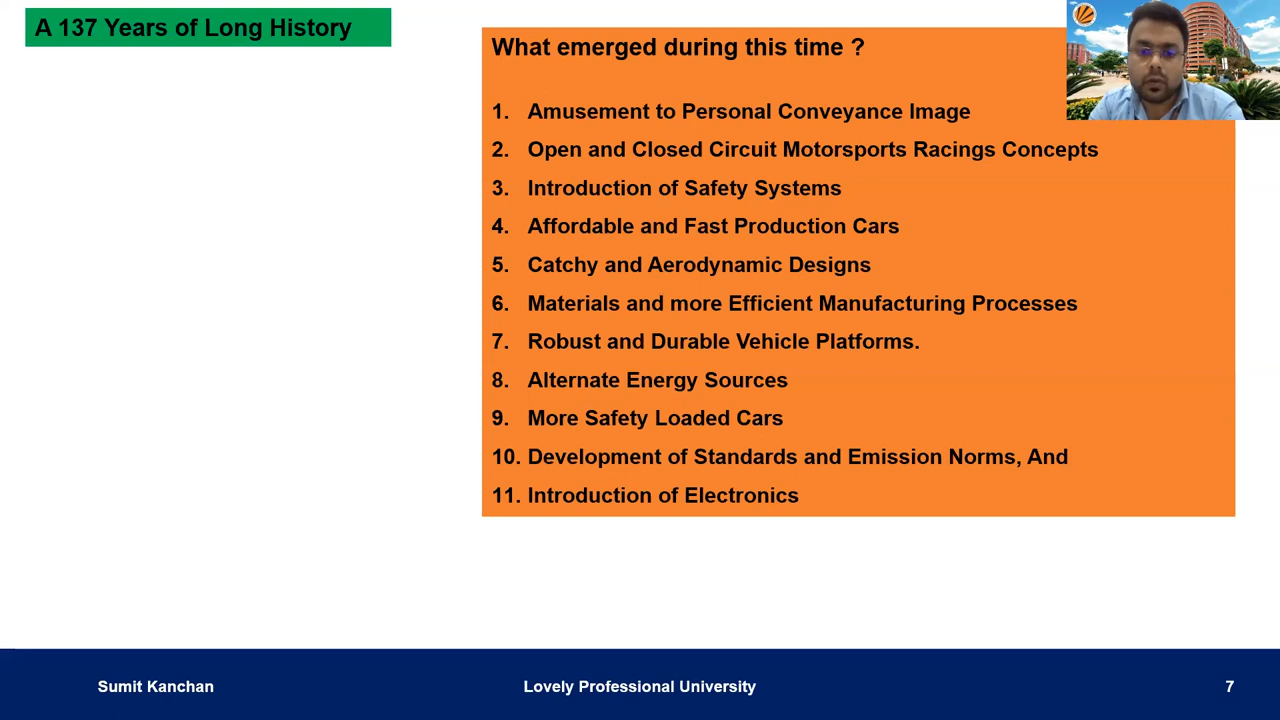 A 137 Years of Long History
What emerged during this time ?
1. Amusement to Personal Conveyance Image
2. Open and Closed Circuit Motorsports Racings Concepts
3. Introduction of Safety Systems
4. Affordable and Fast Production Cars
5. Catchy and Aerodynamic Designs
6. Materials and more Efficient Manufacturing Processes
7. Robust and Durable Vehicle Platforms.
8. Alternate Energy Sources
9. More Safety Loaded Cars
10. Development of Standards and Emission Norms, And
11. Introduction of Electronics
Sumit Kanchan
Lovely Professional University
7